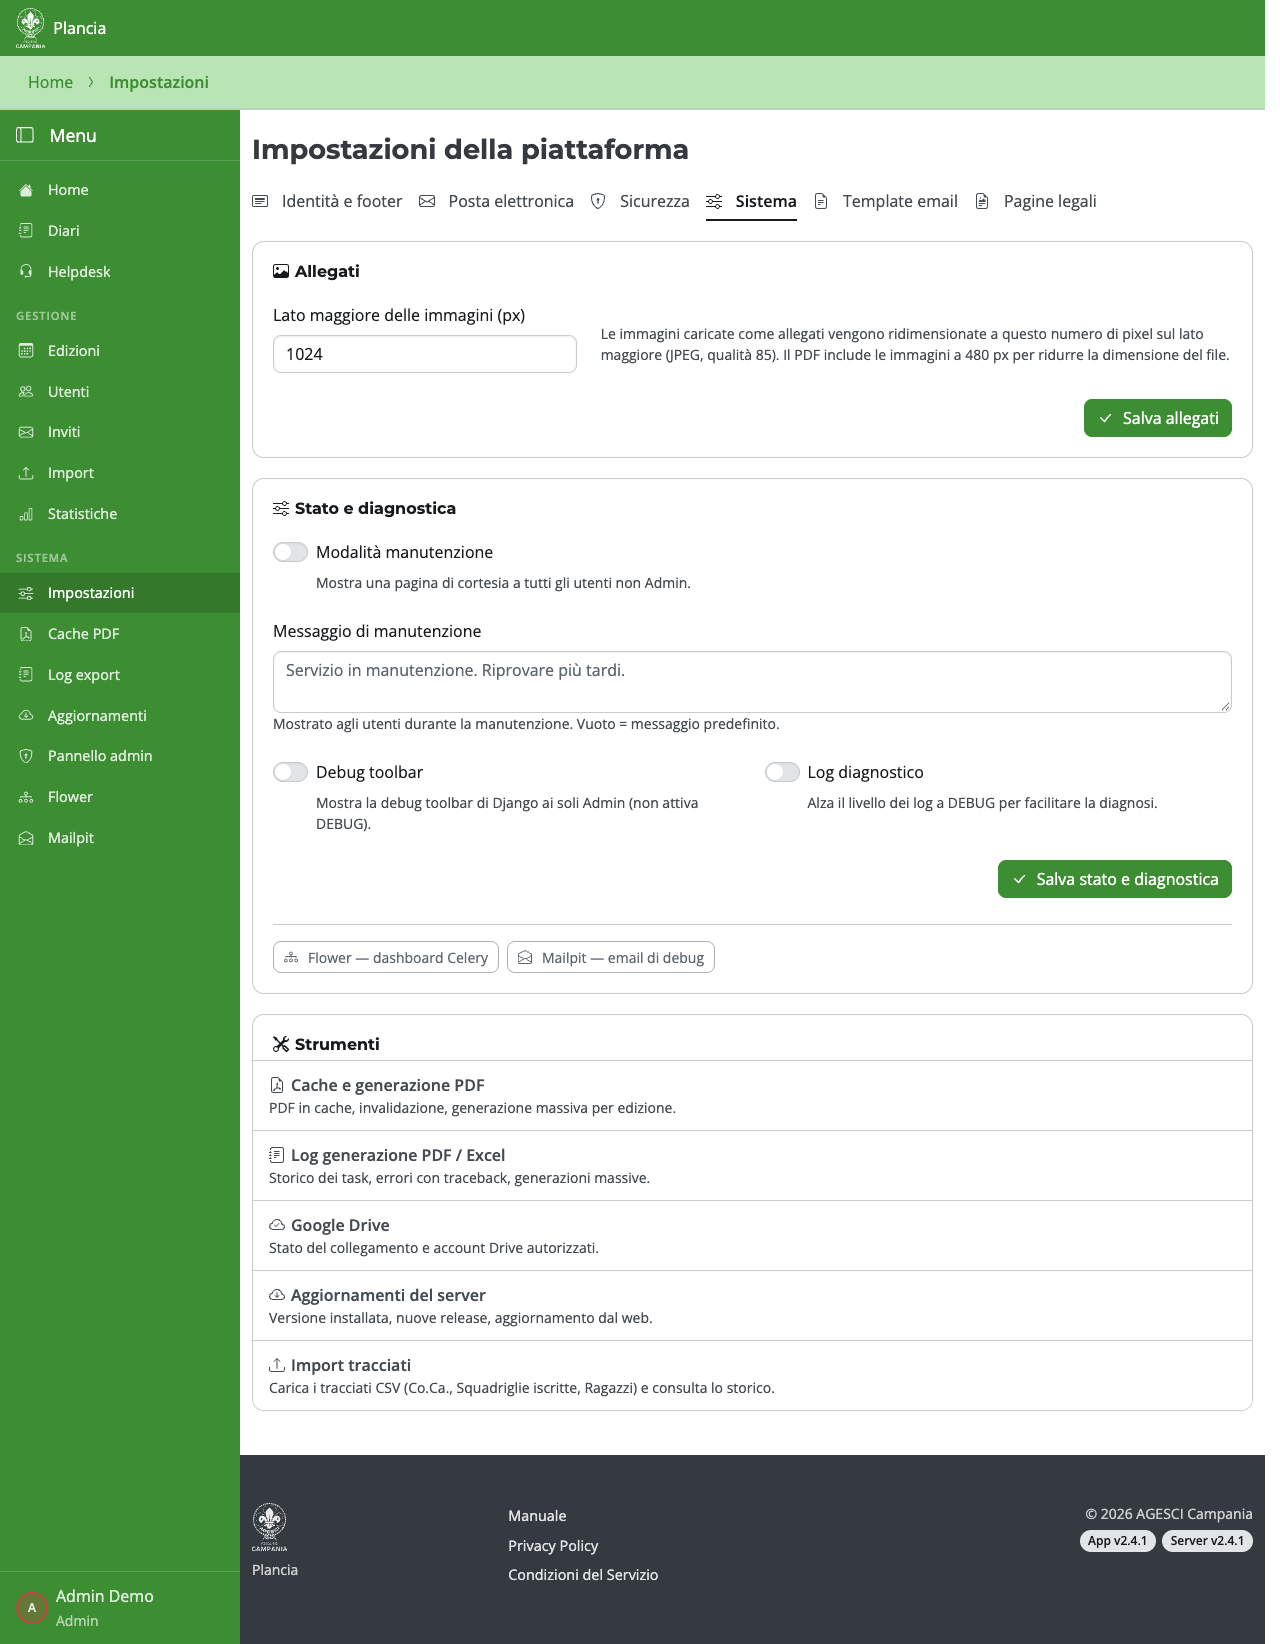 CAMPANIA
Plancia
Home
Impostazioni
Menu
Home
Diari
Helpdesk
GESTIONE
Edizioni
Utenti
Inviti
Import
Statistiche
SISTEMA
Impostazioni
Cache PDF
Log export
Aggiornamenti
Pannello admin
Flower
Mailpit
A
Admin Demo
Admin
Impostazioni della piattaforma
Identità e footer
Posta elettronica
Sicurezza
Sistema
Template email
Pagine legali
Allegati
Lato maggiore delle immagini (px)
1024
Le immagini caricate come allegati vengono ridimensionate a questo numero di pixel sul lato
maggiore (JPEG, qualità 85). Il PDF include le immagini a 480 px per ridurre la dimensione del file.
Salva allegati
Stato e diagnostica
Modalità manutenzione
Mostra una pagina di cortesia a tutti gli utenti non Admin.
Messaggio di manutenzione
Servizio in manutenzione. Riprovare più tardi.
Mostrato agli utenti durante la manutenzione. Vuoto = messaggio predefinito.
Debug toolbar
Mostra la debug toolbar di Django ai soli Admin (non attiva
DEBUG).
Log diagnostico
Alza il livello dei log a DEBUG per facilitare la diagnosi.
Salva stato e diagnostica
Flower — dashboard Celery
Mailpit — email di debug
Strumenti
Cache e generazione PDF
PDF in cache, invalidazione, generazione massiva per edizione.
Log generazione PDF / Excel
Storico dei task, errori con traceback, generazioni massive.
Google Drive
Stato del collegamento e account Drive autorizzati.
Aggiornamenti del server
Versione installata, nuove release, aggiornamento dal web.
Import tracciati
Carica i tracciati CSV (Co.Ca., Squadriglie iscritte, Ragazzi) e consulta lo storico.
CAMPANIA
Plancia
Manuale
Privacy Policy
Condizioni del Servizio
© 2026 AGESCI Campania
App v2.4.1
Server v2.4.1